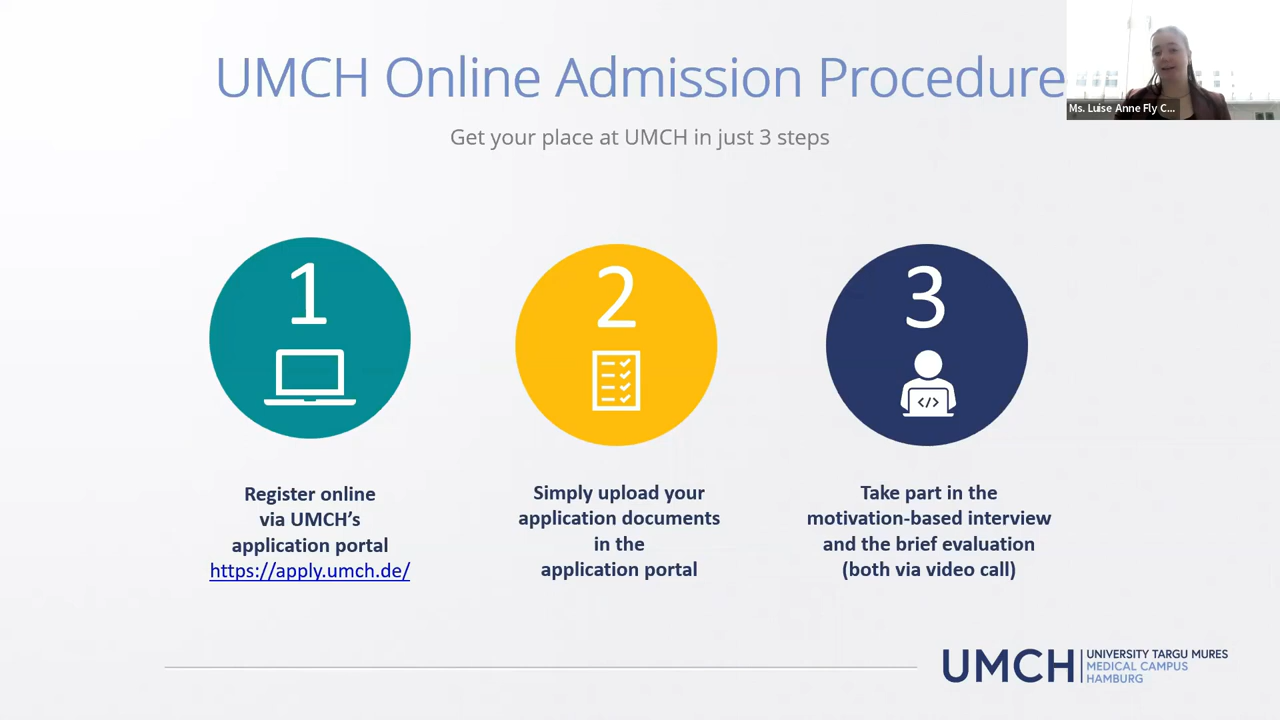 UMCH Online Admission Procedure
Ms. Luise Anne Fly C...
Get your place at UMCH in just 3 steps
1
2
3
</>
Register online
via UMCH’s
application portal
https://apply.umch.de/
Simply upload your
application documents
in the
application portal
Take part in the
motivation-based interview
and the brief evaluation
(both via video call)
UMCH
UNIVERSITY TARGU MURES
MEDICAL CAMPUS
HAMBURG